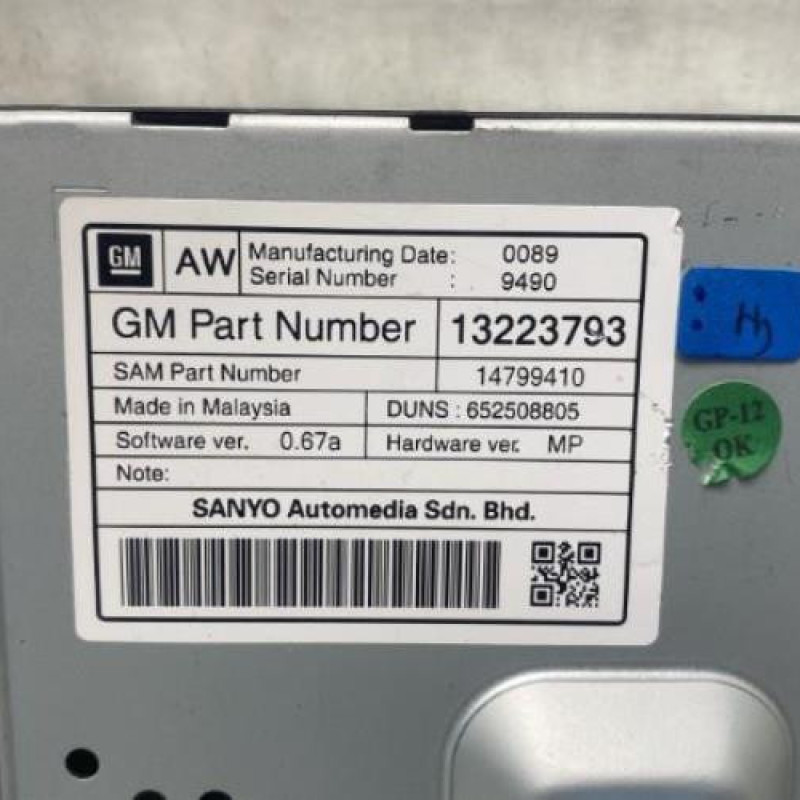 GM AW Manufacturing Date: 0089
Serial Number : 9490
GM Part Number 13223793
SAM Part Number 14799410
Made in Malaysia DUNS : 652508805
Software ver. 0.67a Hardware ver. MP
Note:
SANYO Automedia Sdn. Bhd.
GP-12
OK